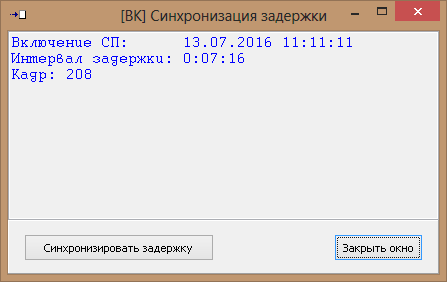 [ВК] Синхронизация задержки
Включение СП: 13.07.2016 11:11:11
Интервал задержки: 0:07:16
Кадр: 208
Синхронизировать задержку
Закрыть окно